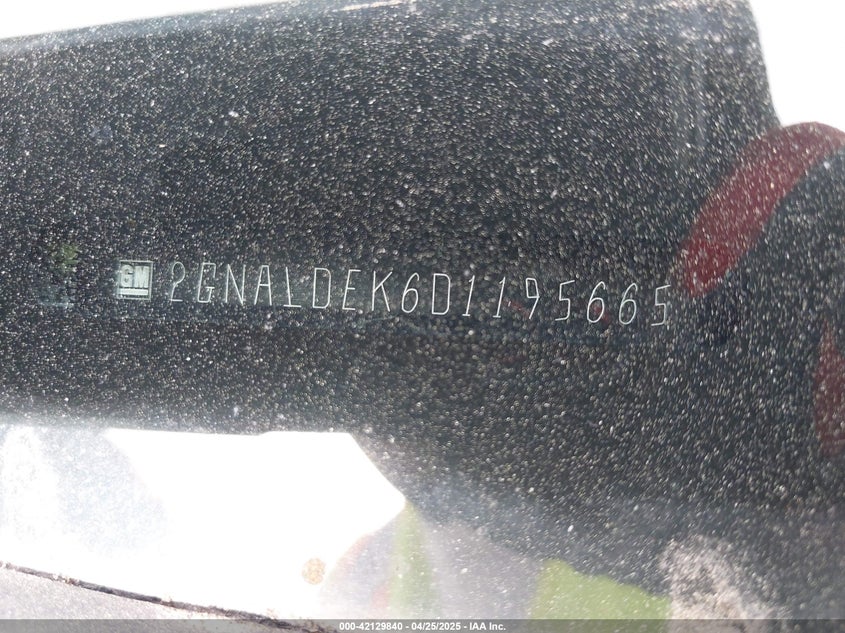 GM 2GNALDEK6D1195665
000-42129840 - 04/25/2025 - IAA Inc.